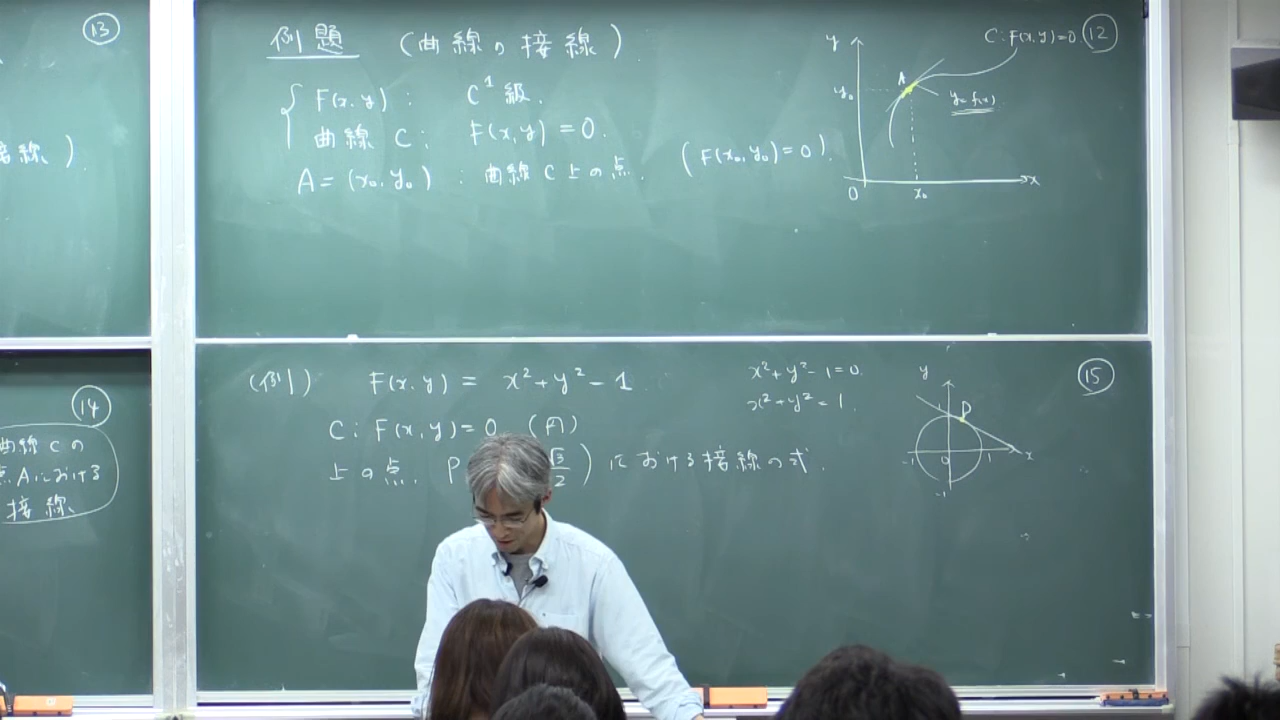 ⑬
接線)
⑭
曲線 C の
点 A における
接線
⑫
例題 (曲線の接線)
F(x,y) : C¹級.
曲線 C : F(x,y) = 0.
A = (x₀, y₀) : 曲線 C 上の点. (F(x₀, y₀) = 0).
C : F(x,y) = 0.
y
A
y₀
y = f(x)
0
x₀
x
⑮
(例1) F(x,y) = x² + y² - 1
C : F(x,y) = 0 (円)
上の点 P √3/2) における接線の式.
x² + y² - 1 = 0.
x² + y² = 1.
y
1
P
-1
0
1
x
-1